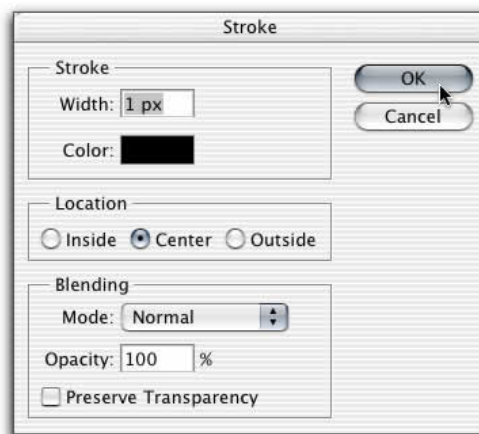 Stroke
Stroke
Width: 1 px
Color:
OK
Cancel
Location
Inside Center Outside
Blending
Mode: Normal
Opacity: 100 %
Preserve Transparency